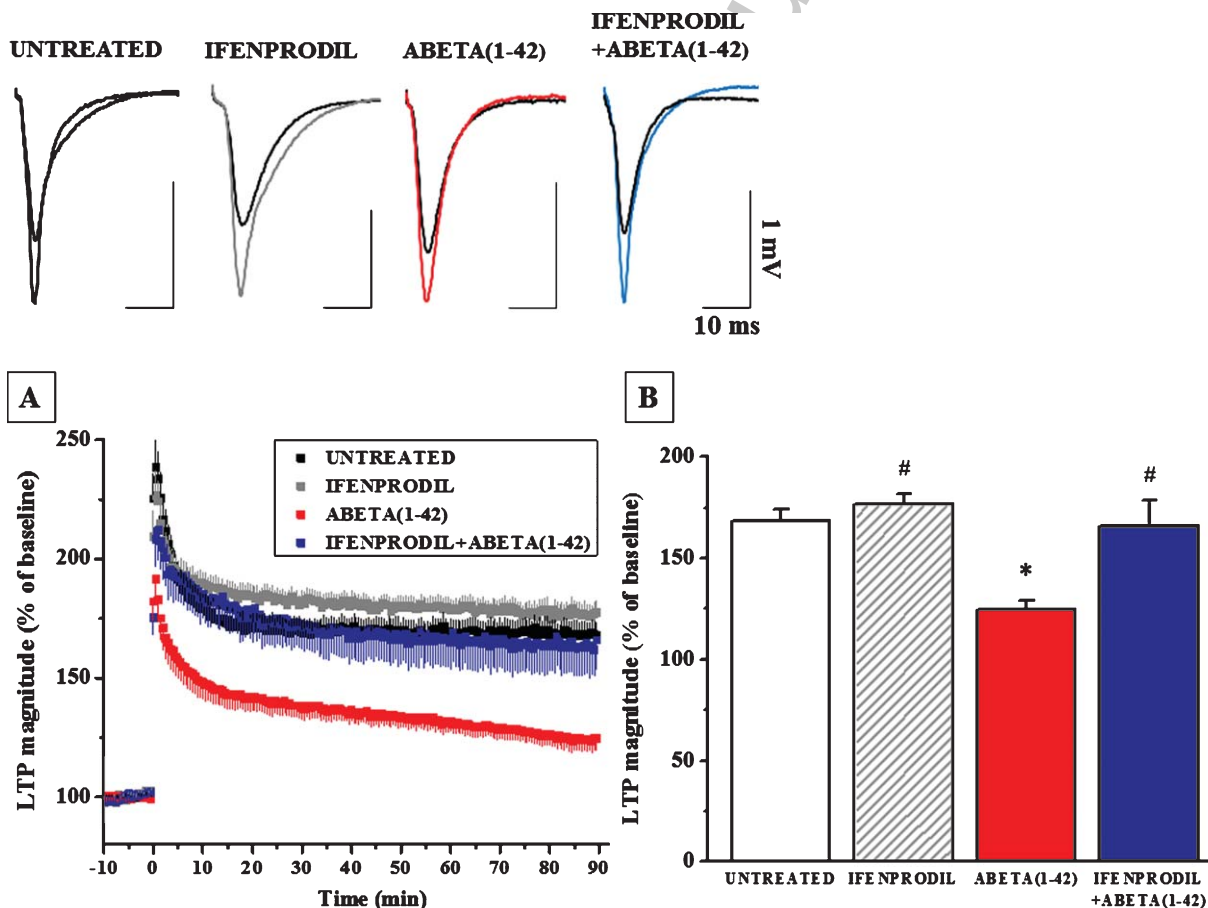 UNTREATED
IFENPRODIL
ABETA(1-42)
IFENPRODIL
+ABETA(1-42)
1 mV
10 ms
A
LTP magnitude (% of baseline)
250
200
150
100
-10 0 10 20 30 40 50 60 70 80 90
Time (min)
UNTREATED
IFENPRODIL
ABETA(1-42)
IFENPRODIL+ABETA(1-42)
B
LTP magnitude (% of baseline)
200
150
100
50
0
#
*
#
UNTREATED
IFENPRODIL
ABETA(1-42)
IFENPRODIL
+ABETA(1-42)